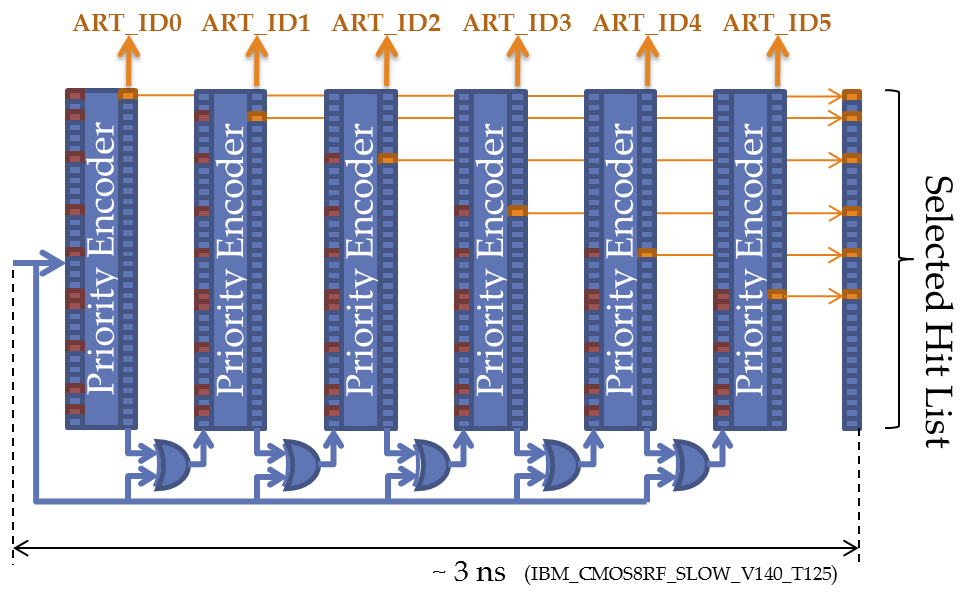 ART_ID0 ART_ID1 ART_ID2 ART_ID3 ART_ID4 ART_ID5
Priority Encoder
Priority Encoder
Priority Encoder
Priority Encoder
Priority Encoder
Priority Encoder
Selected Hit List
~ 3 ns (IBM_CMOS8RF_SLOW_V140_T125)